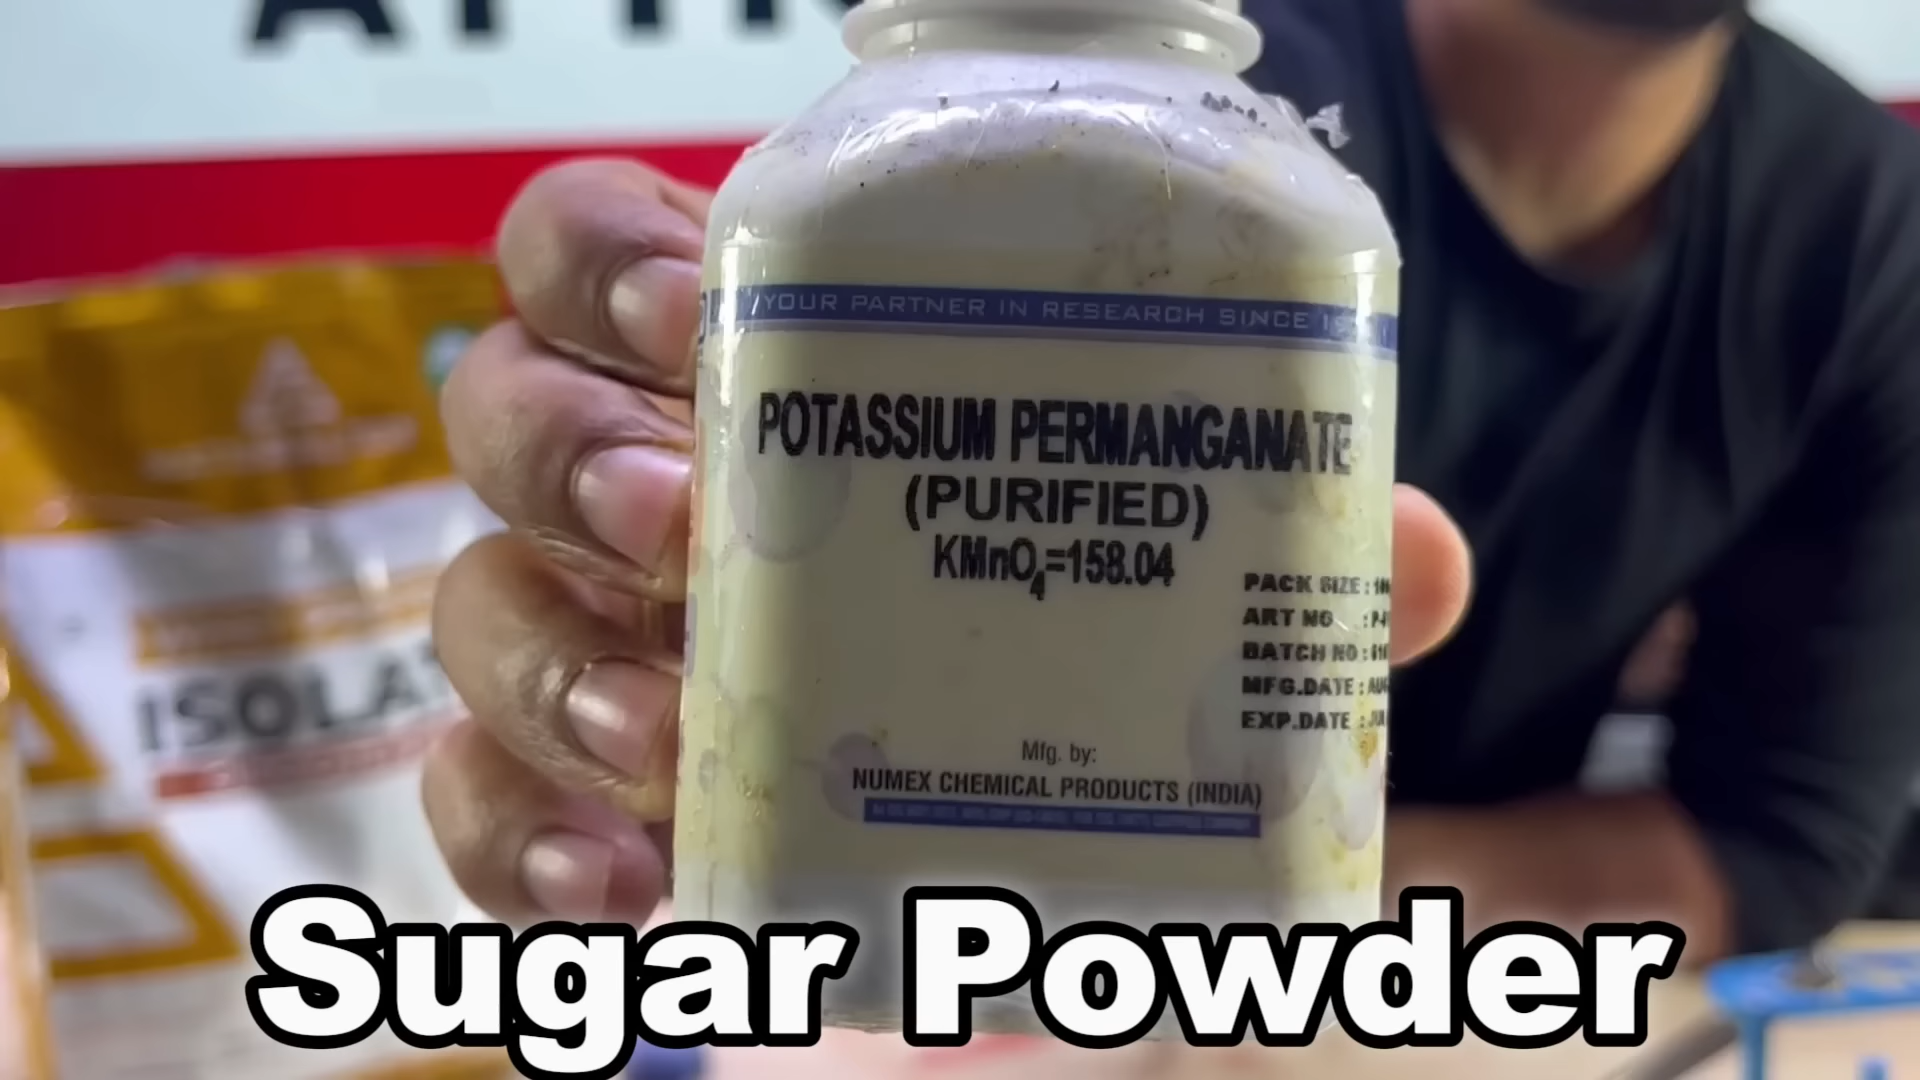 YOUR PARTNER IN RESEARCH SINCE
POTASSIUM PERMANGANATE
(PURIFIED)
KMnO4=158.04
PACK SIZE :
ART NO :
BATCH NO :
MFG.DATE :
EXP.DATE :
Mfg. by:
NUMEX CHEMICAL PRODUCTS (INDIA)
Sugar Powder